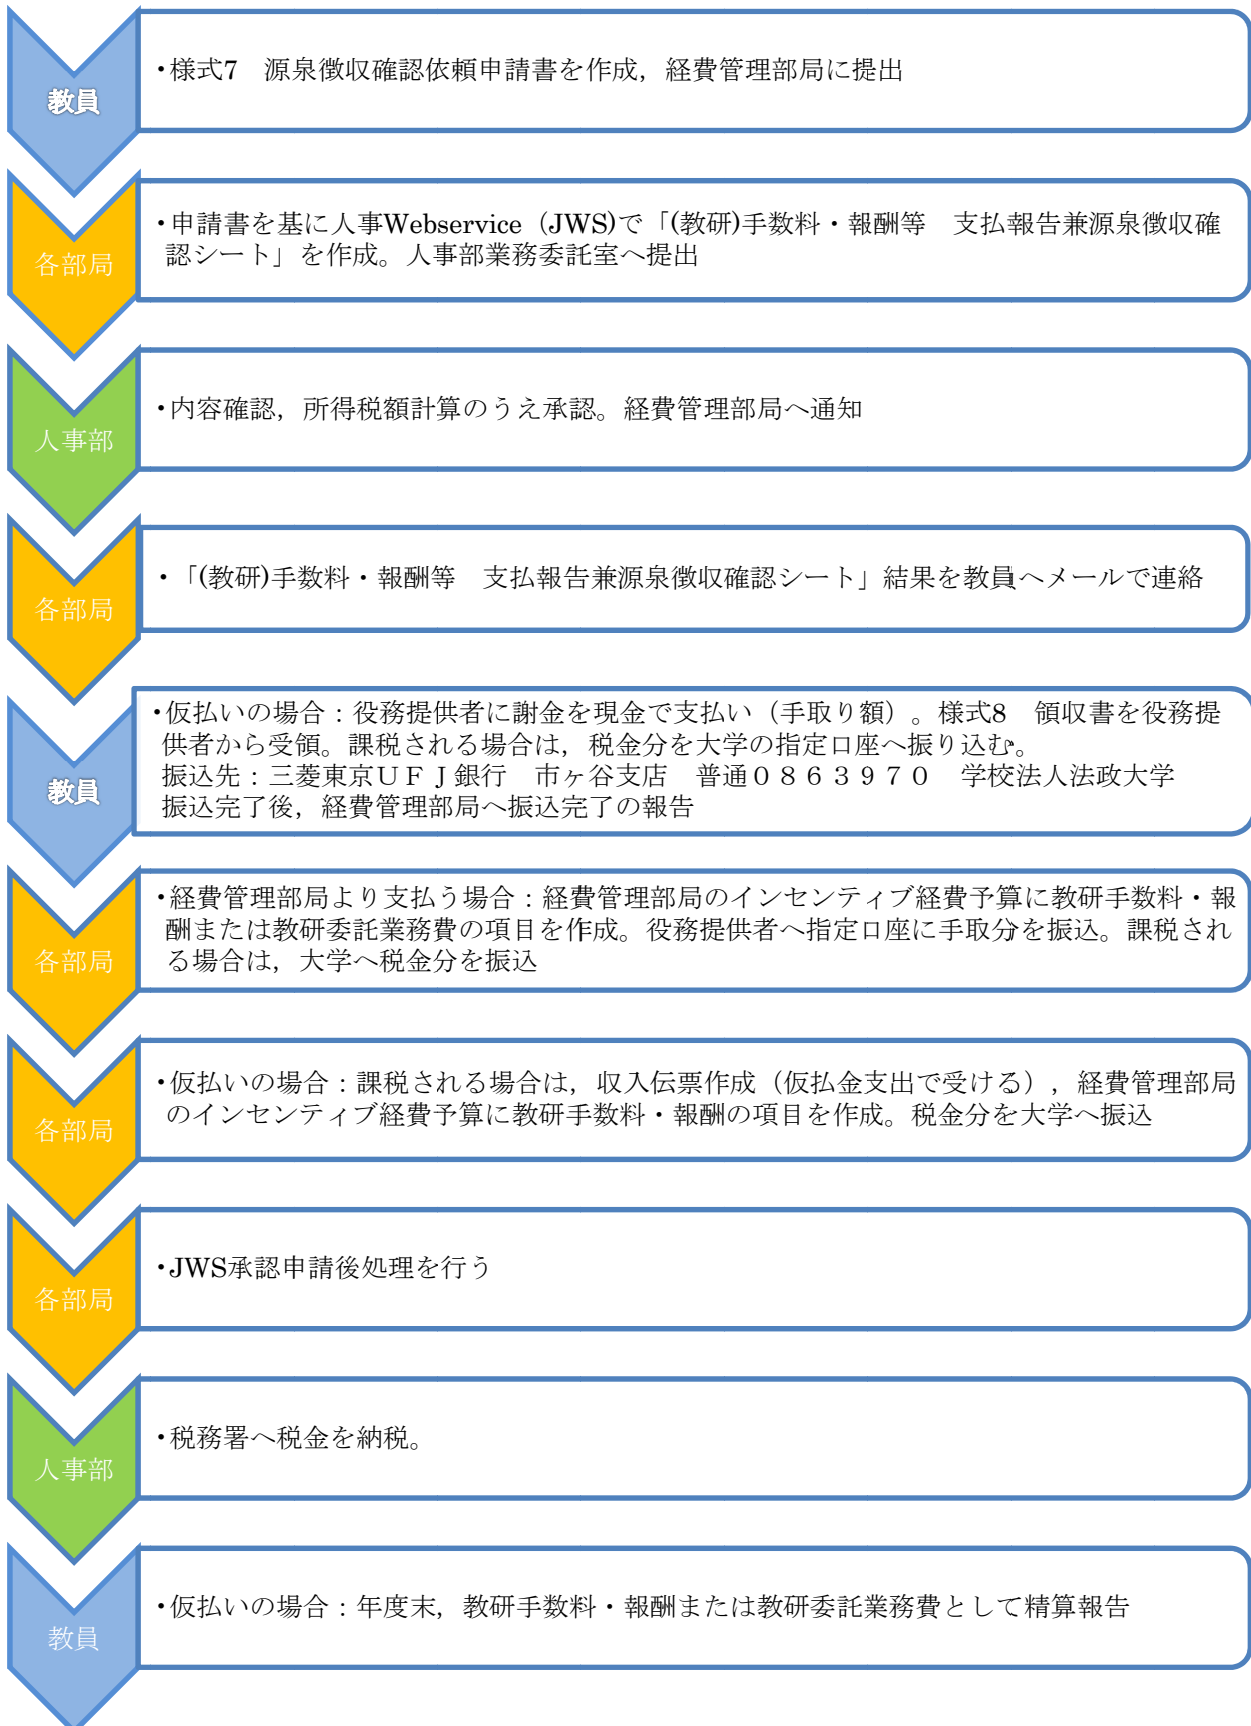 教員
・様式7　源泉徴収確認依頼申請書を作成，経費管理部局に提出
各部局
・申請書を基に人事Webservice（JWS)で「(教研)手数料・報酬等　支払報告兼源泉徴収確
認シート」を作成。人事部業務委託室へ提出
人事部
・内容確認，所得税額計算のうえ承認。経費管理部局へ通知
各部局
・「(教研)手数料・報酬等　支払報告兼源泉徴収確認シート」結果を教員へメールで連絡
教員
・仮払いの場合：役務提供者に謝金を現金で支払い（手取り額）。様式8　領収書を役務提
供者から受領。課税される場合は，税金分を大学の指定口座へ振り込む。
振込先：三菱東京ＵＦＪ銀行　市ヶ谷支店　普通０８６３９７０　学校法人法政大学
振込完了後，経費管理部局へ振込完了の報告
各部局
・経費管理部局より支払う場合：経費管理部局のインセンティブ経費予算に教研手数料・報
酬または教研委託業務費の項目を作成。役務提供者へ指定口座に手取分を振込。課税され
る場合は，大学へ税金分を振込
各部局
・仮払いの場合：課税される場合は，収入伝票作成（仮払金支出で受ける），経費管理部局
のインセンティブ経費予算に教研手数料・報酬の項目を作成。税金分を大学へ振込
各部局
・JWS承認申請後処理を行う
人事部
・税務署へ税金を納税。
教員
・仮払いの場合：年度末，教研手数料・報酬または教研委託業務費として精算報告